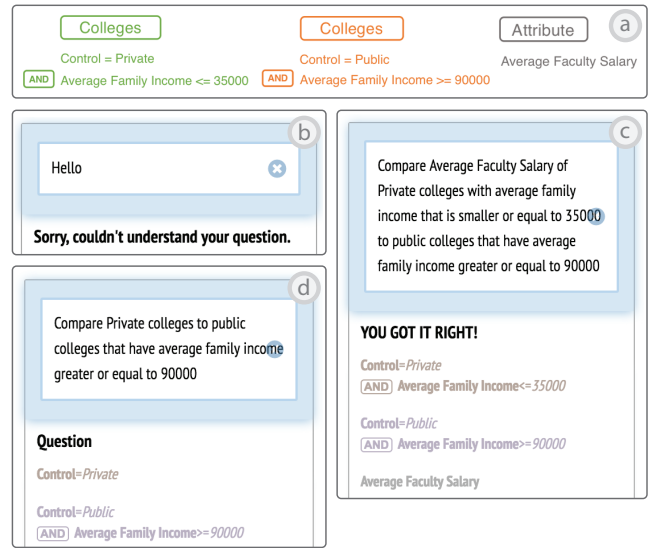 Colleges
Control = Private
AND Average Family Income <= 35000
Colleges
Control = Public
AND Average Family Income >= 90000
Attribute
Average Faculty Salary
a
b
Hello
Sorry, couldn't understand your question.
c
Compare Average Faculty Salary of
Private colleges with average family
income that is smaller or equal to 35000
to public colleges that have average
family income greater or equal to 90000
YOU GOT IT RIGHT!
Control=Private
AND Average Family Income<=35000
Control=Public
AND Average Family Income>=90000
Average Faculty Salary
d
Compare Private colleges to public
colleges that have average family income
greater or equal to 90000
Question
Control=Private
Control=Public
AND Average Family Income>=90000